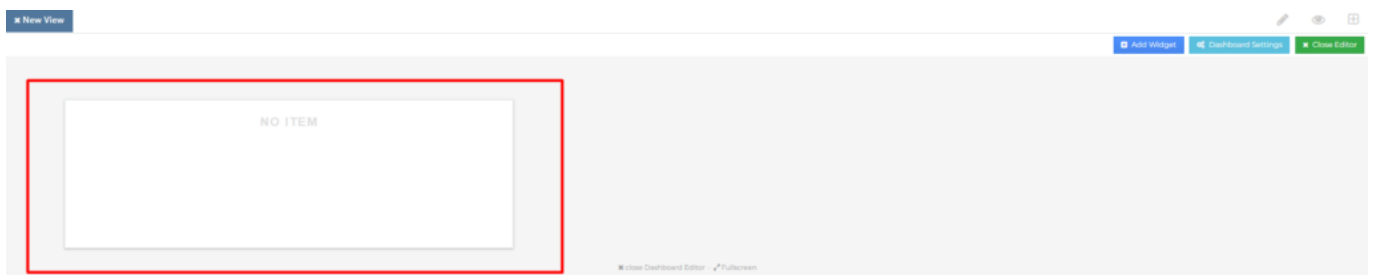 New View
Add Widget Dashboard Settings Close Editor
NO ITEM
close Dashboard Editor - Fullscreen